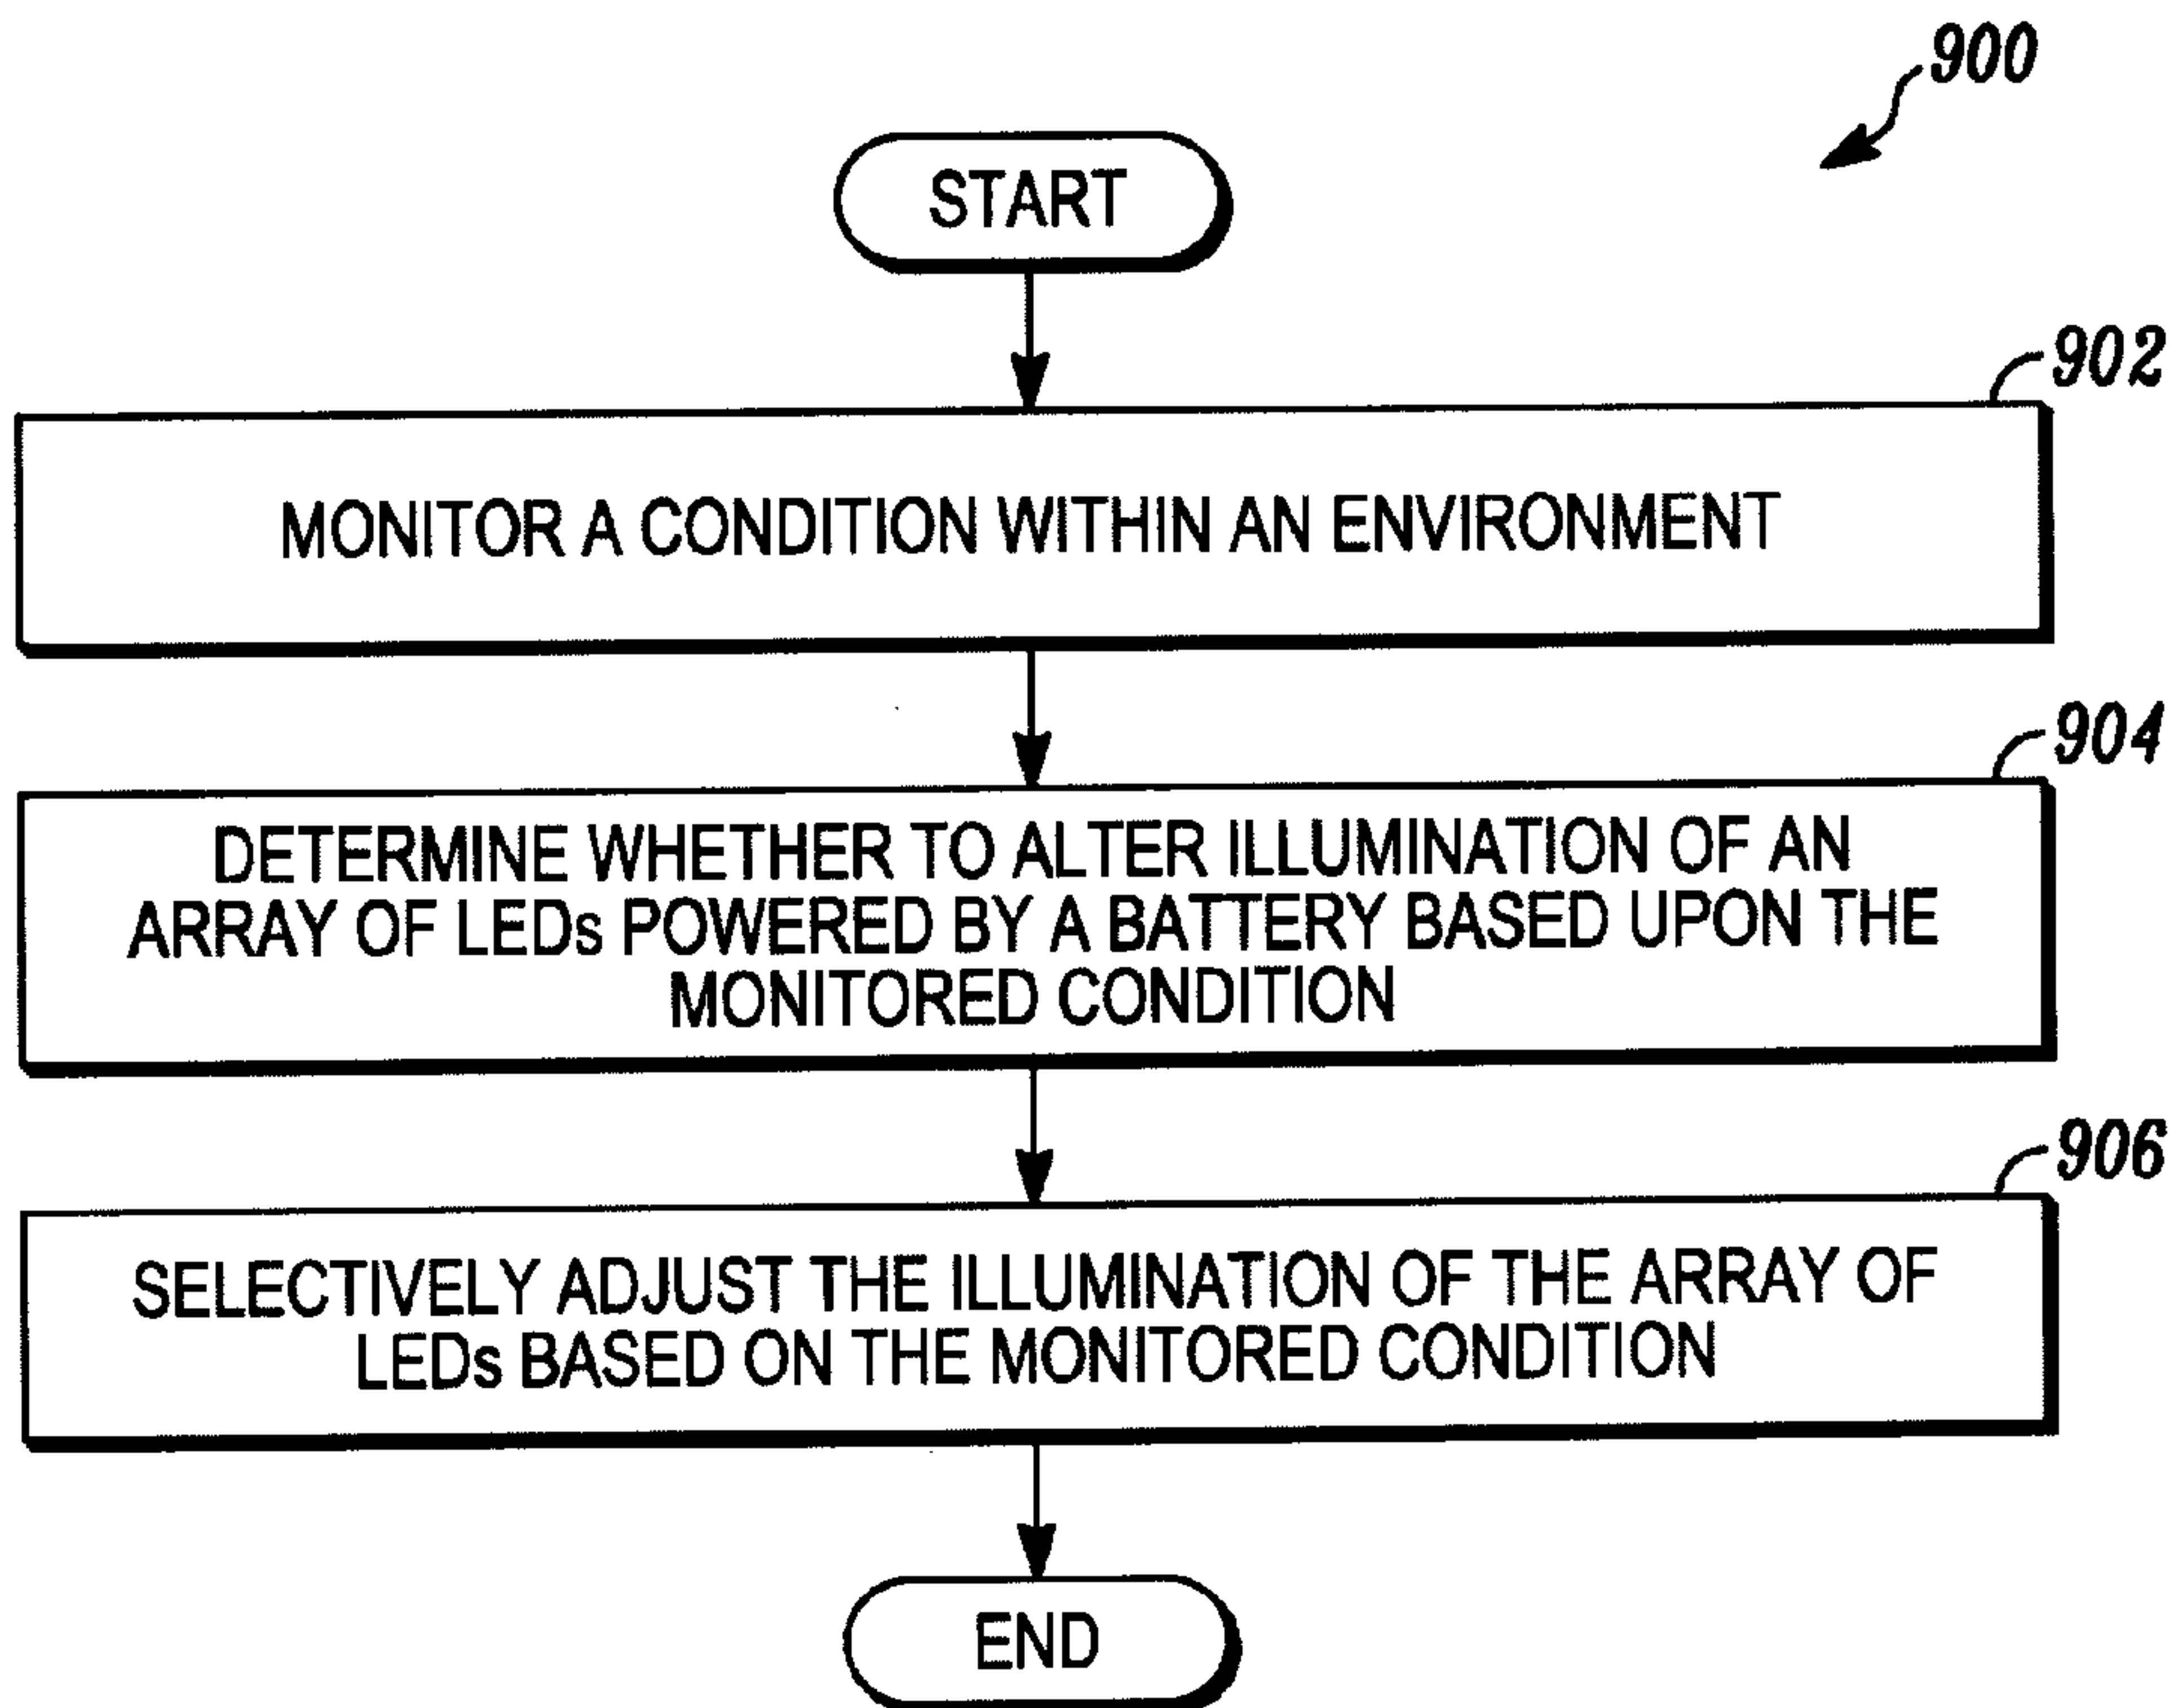 900
START
902
MONITOR A CONDITION WITHIN AN ENVIRONMENT
904
DETERMINE WHETHER TO ALTER ILLUMINATION OF AN
ARRAY OF LEDs POWERED BY A BATTERY BASED UPON THE
MONITORED CONDITION
906
SELECTIVELY ADJUST THE ILLUMINATION OF THE ARRAY OF
LEDs BASED ON THE MONITORED CONDITION
END